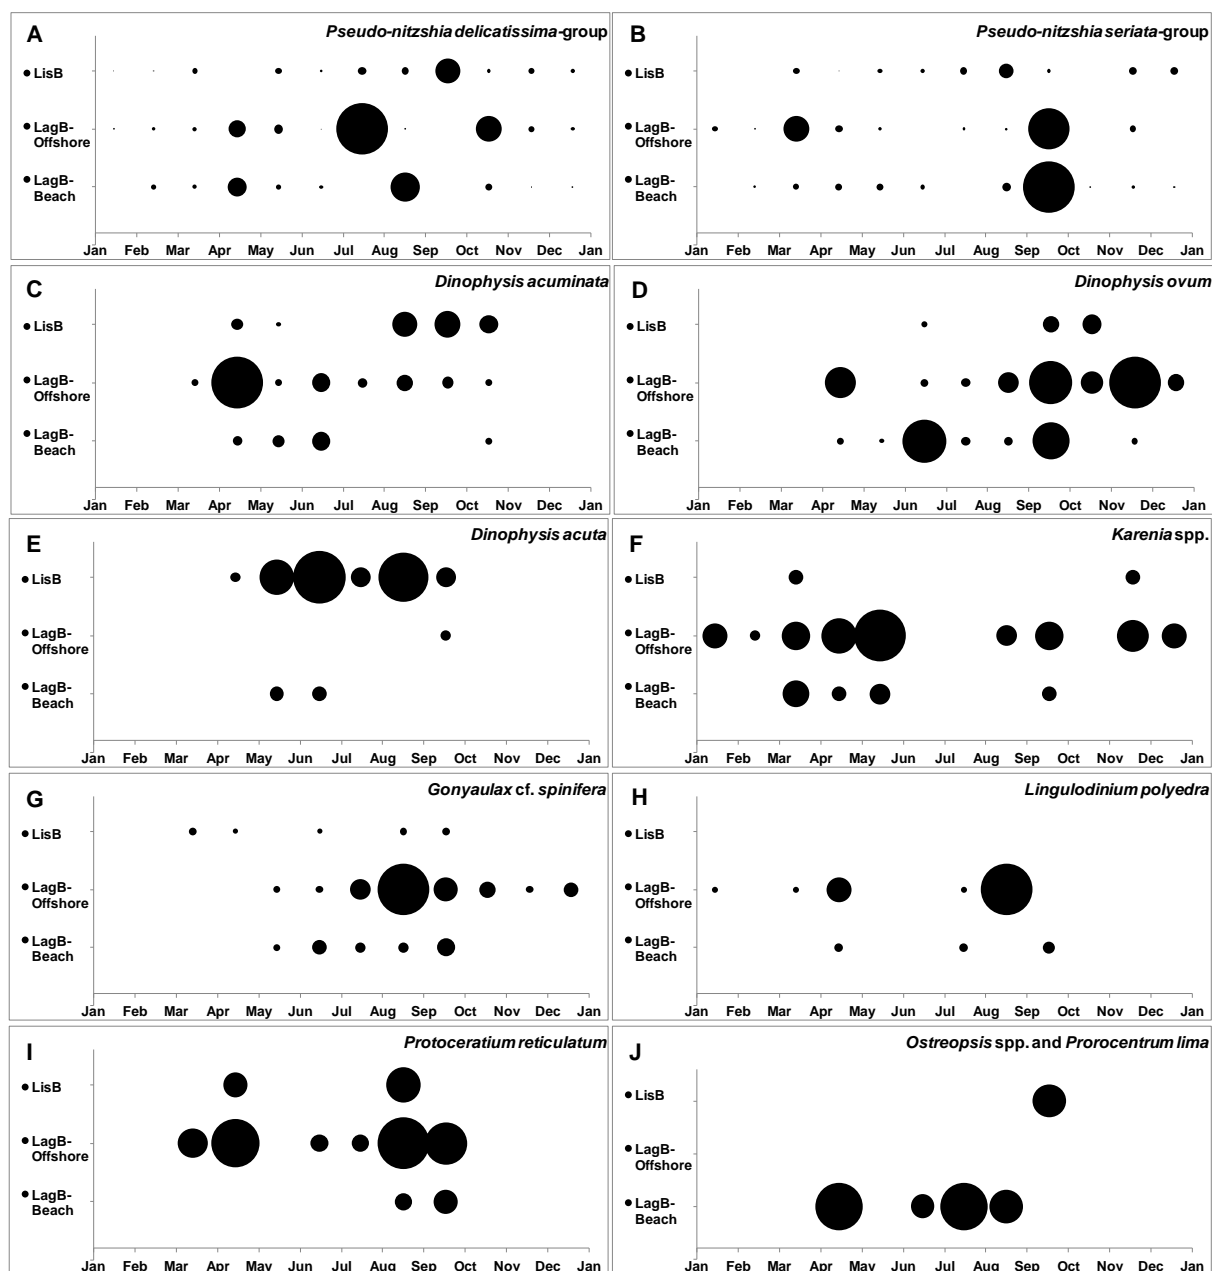 A
Pseudo-nitzshia delicatissima-group
LisB
LagB-
Offshore
LagB-
Beach
Jan Feb Mar Apr May Jun Jul Aug Sep Oct Nov Dec Jan
B
Pseudo-nitzshia seriata-group
LisB
LagB-
Offshore
LagB-
Beach
Jan Feb Mar Apr May Jun Jul Aug Sep Oct Nov Dec Jan
C
Dinophysis acuminata
LisB
LagB-
Offshore
LagB-
Beach
Jan Feb Mar Apr May Jun Jul Aug Sep Oct Nov Dec Jan
D
Dinophysis ovum
LisB
LagB-
Offshore
LagB-
Beach
Jan Feb Mar Apr May Jun Jul Aug Sep Oct Nov Dec Jan
E
Dinophysis acuta
LisB
LagB-
Offshore
LagB-
Beach
Jan Feb Mar Apr May Jun Jul Aug Sep Oct Nov Dec Jan
F
Karenia spp.
LisB
LagB-
Offshore
LagB-
Beach
Jan Feb Mar Apr May Jun Jul Aug Sep Oct Nov Dec Jan
G
Gonyaulax cf. spinifera
LisB
LagB-
Offshore
LagB-
Beach
Jan Feb Mar Apr May Jun Jul Aug Sep Oct Nov Dec Jan
H
Lingulodinium polyedra
LisB
LagB-
Offshore
LagB-
Beach
Jan Feb Mar Apr May Jun Jul Aug Sep Oct Nov Dec Jan
I
Protoceratium reticulatum
LisB
LagB-
Offshore
LagB-
Beach
Jan Feb Mar Apr May Jun Jul Aug Sep Oct Nov Dec Jan
J
Ostreopsis spp. and Prorocentrum lima
LisB
LagB-
Offshore
LagB-
Beach
Jan Feb Mar Apr May Jun Jul Aug Sep Oct Nov Dec Jan